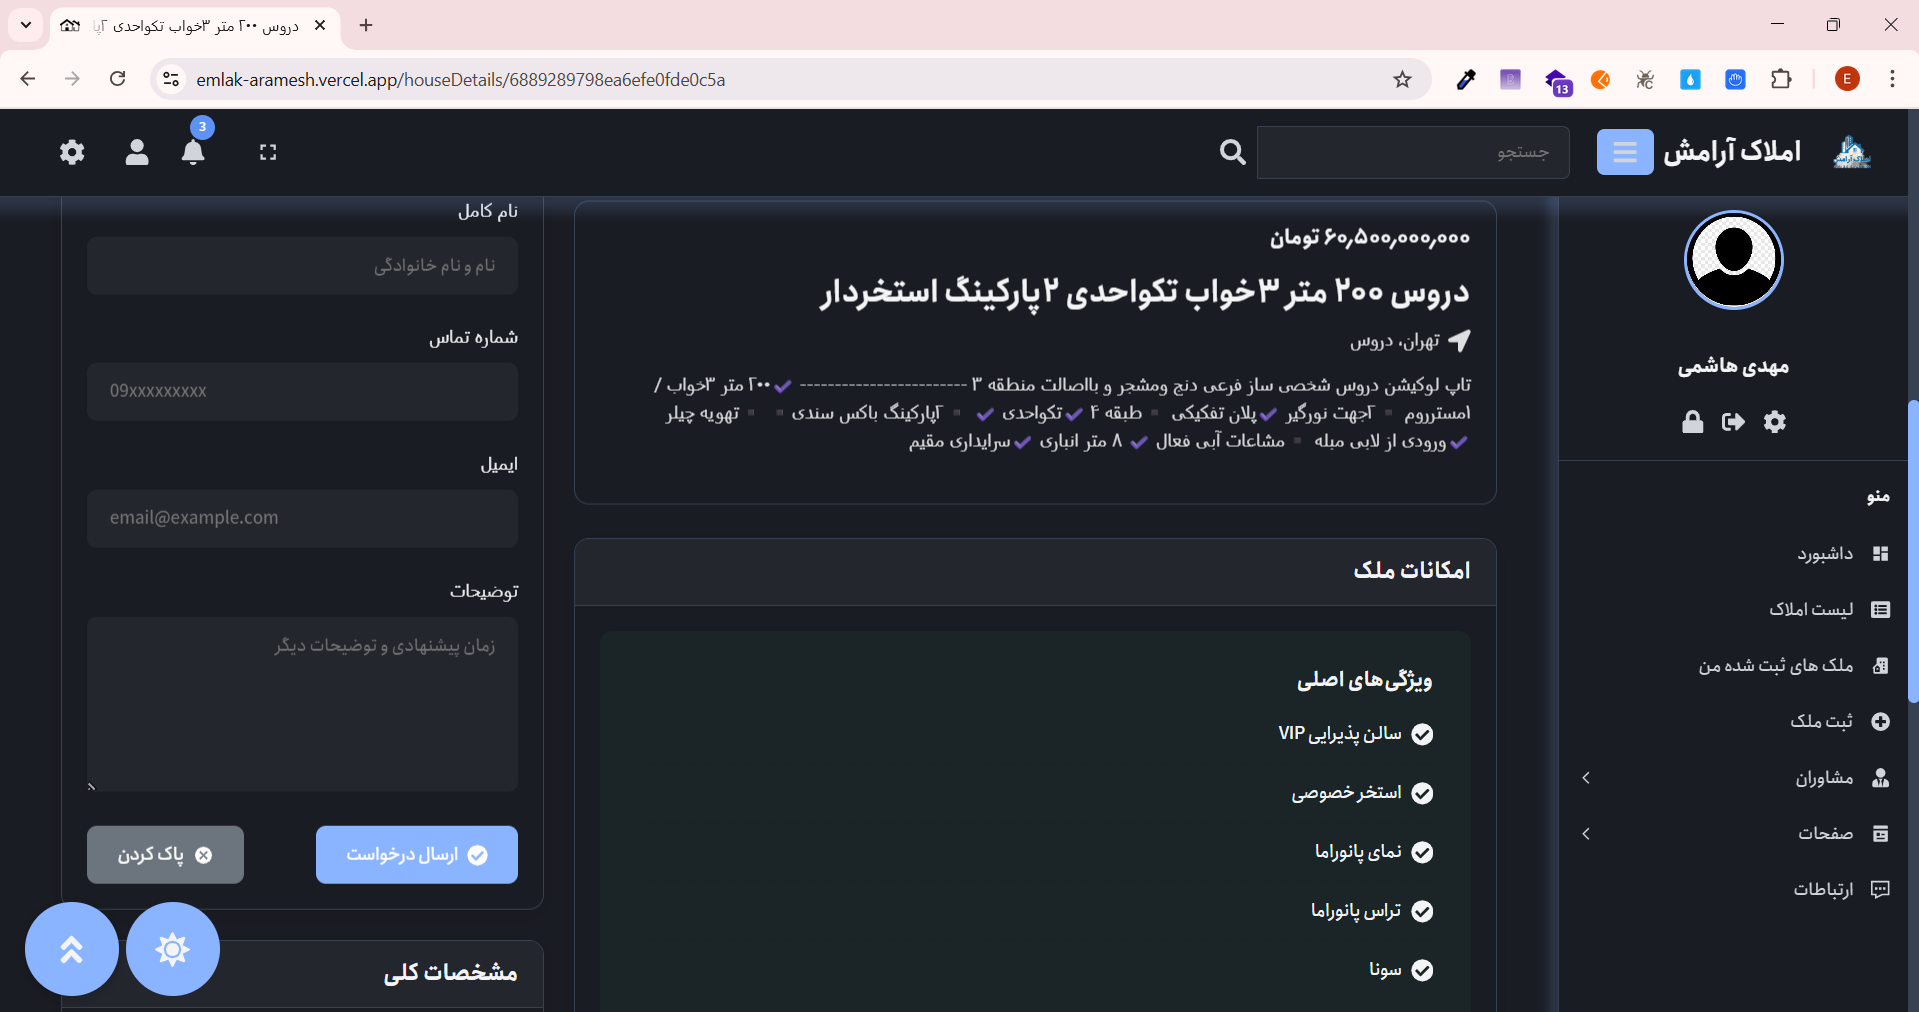 دروس ۲۰۰ متر ۳خواب تکواحدی ۲پا
emlak-aramesh.vercel.app/houseDetails/6889289798ea6efe0fde0c5a
13
E
املاک آرامش
جستجو
3
مهدی هاشمی
منو
داشبورد
لیست املاک
ملک های ثبت شده من
ثبت ملک
مشاوران
صفحات
ارتباطات
۶۰,۵۰۰,۰۰۰,۰۰۰ تومان
دروس ۲۰۰ متر ۳خواب تکواحدی ۲پارکینگ استخردار
تهران، دروس
تاپ لوکیشن دروس شخصی ساز فرعی دنج ومشجر و بااصالت منطقه ۳ ------------------------ ✔۲۰۰ متر ۳خواب /
۱مسترروم ▪ ۲جهت نورگیر ✔پلان تفکیکی ▪ طبقه ۴ ✔تکواحدی ✔ ▪ ۲پارکینگ باکس سندی ▪ ▪ تهویه چیلر
✔ورودی از لابی مبله ▪ مشاعات آبی فعال ✔ ۸ متر انباری ✔سرایداری مقیم
امکانات ملک
ویژگی‌های اصلی
سالن پذیرایی VIP
استخر خصوصی
نمای پانوراما
تراس پانوراما
سونا
نام کامل
نام و نام خانوادگی
شماره تماس
09xxxxxxxxx
ایمیل
email@example.com
توضیحات
زمان پیشنهادی و توضیحات دیگر
ارسال درخواست
پاک کردن
مشخصات کلی